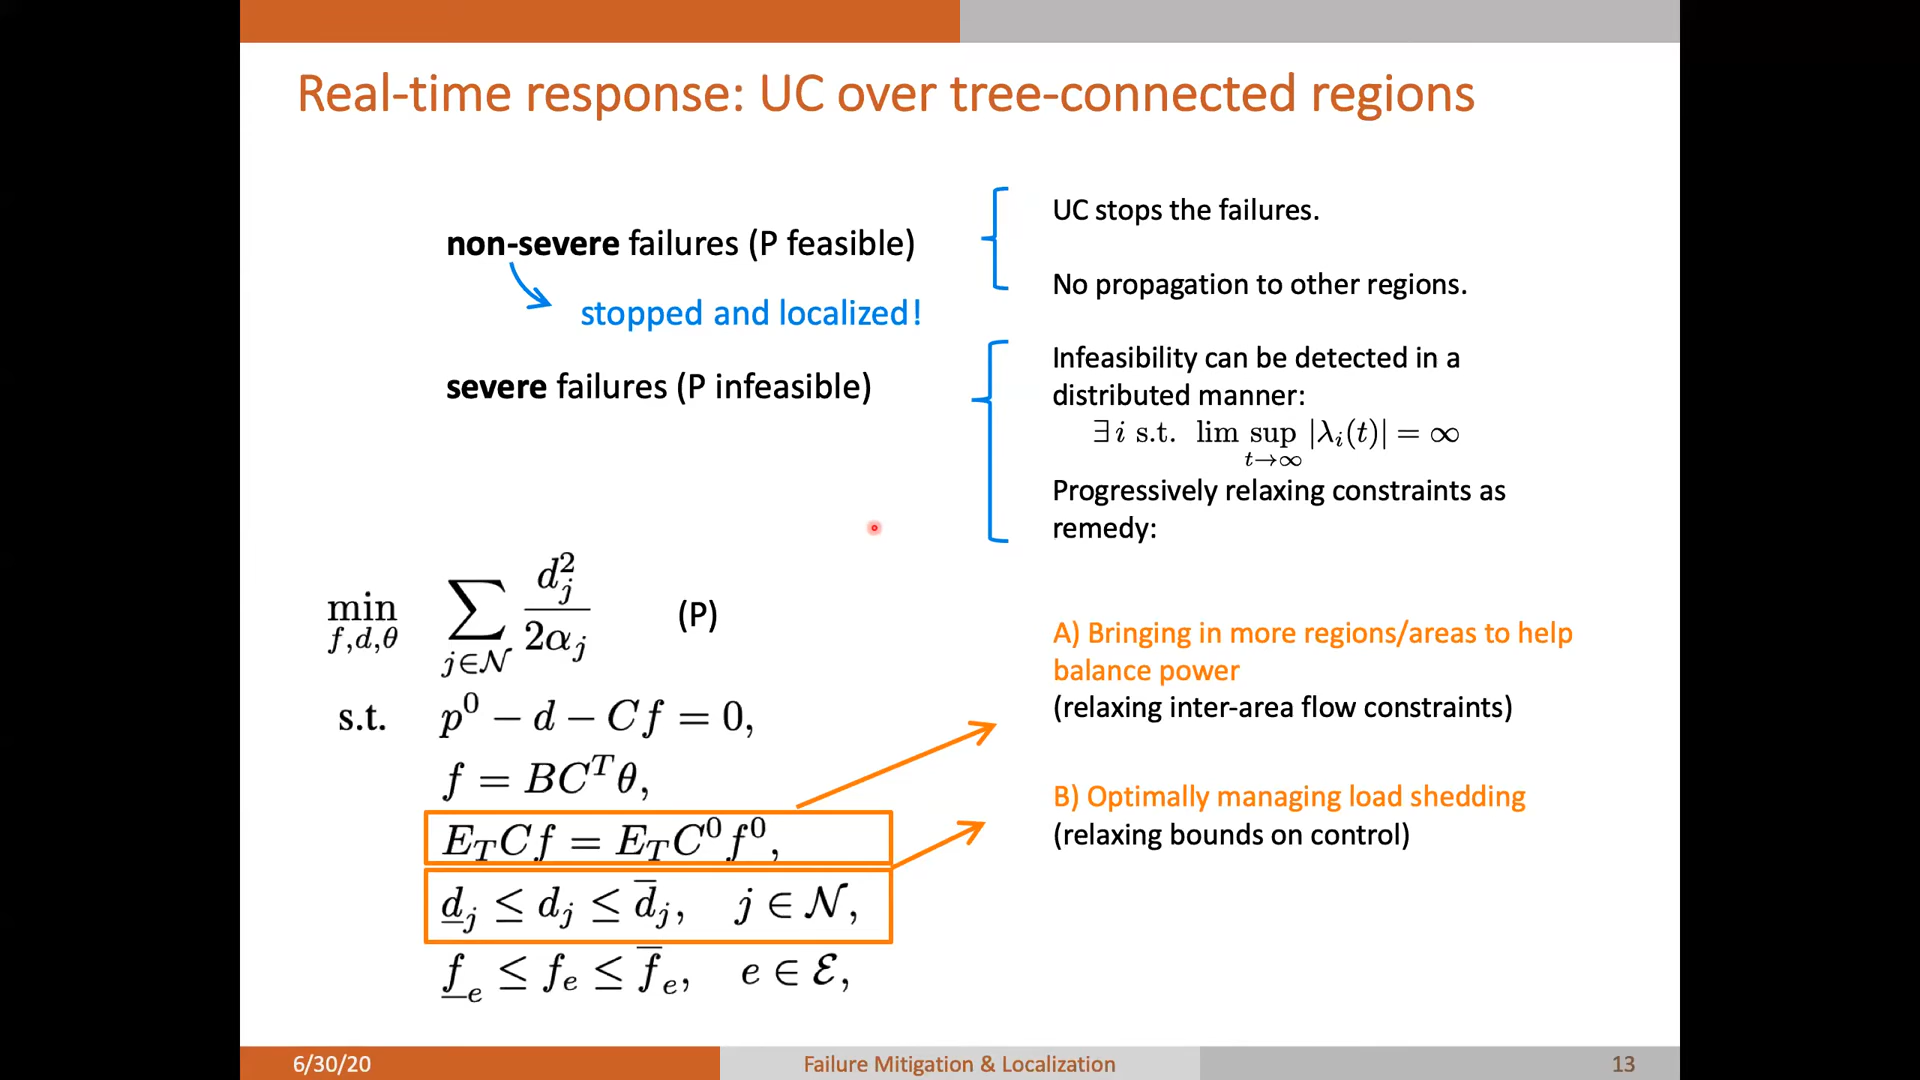 Real-time response: UC over tree-connected regions
non-severe failures (P feasible)
stopped and localized!
severe failures (P infeasible)
UC stops the failures.
No propagation to other regions.
Infeasibility can be detected in a
distributed manner:
∃ i s.t. lim sup_{t→∞} |λ_i(t)| = ∞
Progressively relaxing constraints as
remedy:
min_{f,d,θ} ∑_{j∈𝒩} d_j^2 / 2α_j (P)
s.t. p^0 − d − Cf = 0,
f = BC^T θ,
E_T Cf = E_T C^0 f^0,
d̲_j ≤ d_j ≤ d̅_j, j ∈ 𝒩,
f̲_e ≤ f_e ≤ f̅_e, e ∈ ℰ,
A) Bringing in more regions/areas to help
balance power
(relaxing inter-area flow constraints)
B) Optimally managing load shedding
(relaxing bounds on control)
6/30/20
Failure Mitigation & Localization
13